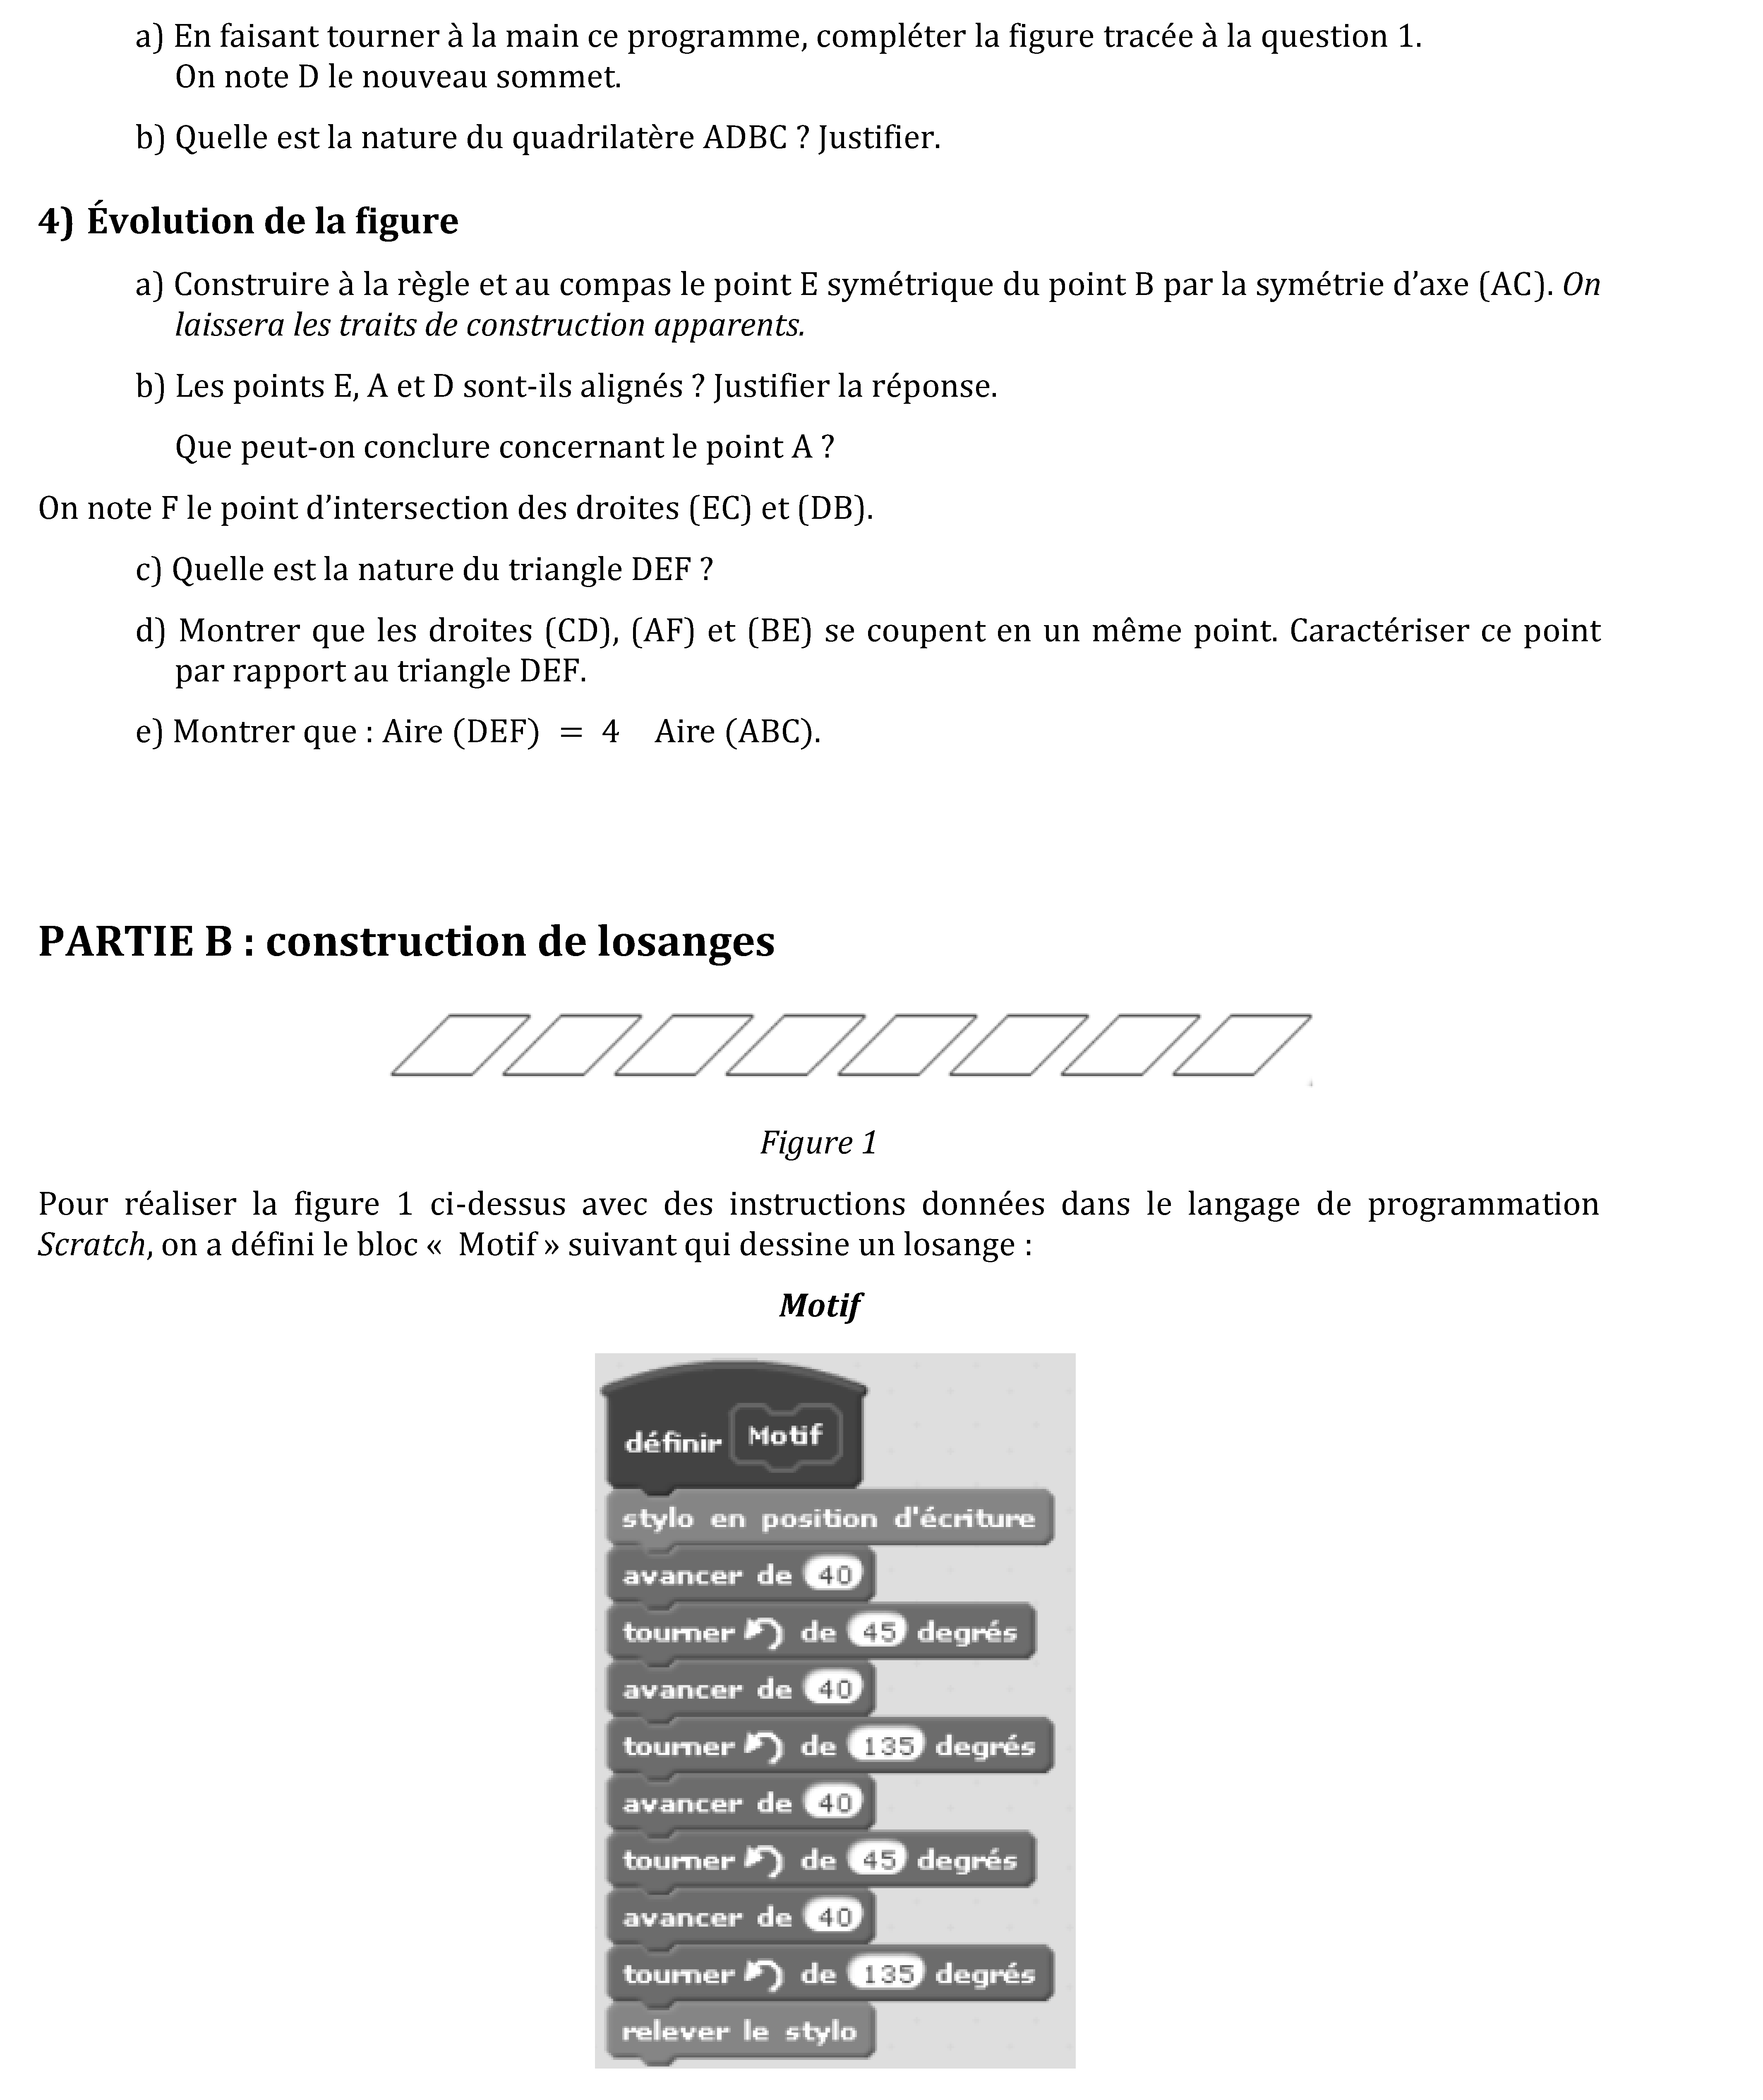 a) En faisant tourner à la main ce programme, compléter la figure tracée à la question 1.
On note D le nouveau sommet.
b) Quelle est la nature du quadrilatère ADBC ? Justifier.
4) Évolution de la figure
a) Construire à la règle et au compas le point E symétrique du point B par la symétrie d’axe (AC). On
laissera les traits de construction apparents.
b) Les points E, A et D sont-ils alignés ? Justifier la réponse.
Que peut-on conclure concernant le point A ?
On note F le point d’intersection des droites (EC) et (DB).
c) Quelle est la nature du triangle DEF ?
d) Montrer que les droites (CD), (AF) et (BE) se coupent en un même point. Caractériser ce point
par rapport au triangle DEF.
e) Montrer que : Aire (DEF) = 4 Aire (ABC).
PARTIE B : construction de losanges
Figure 1
Pour réaliser la figure 1 ci-dessus avec des instructions données dans le langage de programmation
Scratch, on a défini le bloc « Motif » suivant qui dessine un losange :
Motif
définir Motif
stylo en position d'écriture
avancer de 40
tourner de 45 degrés
avancer de 40
tourner de 135 degrés
avancer de 40
tourner de 45 degrés
avancer de 40
tourner de 135 degrés
relever le stylo